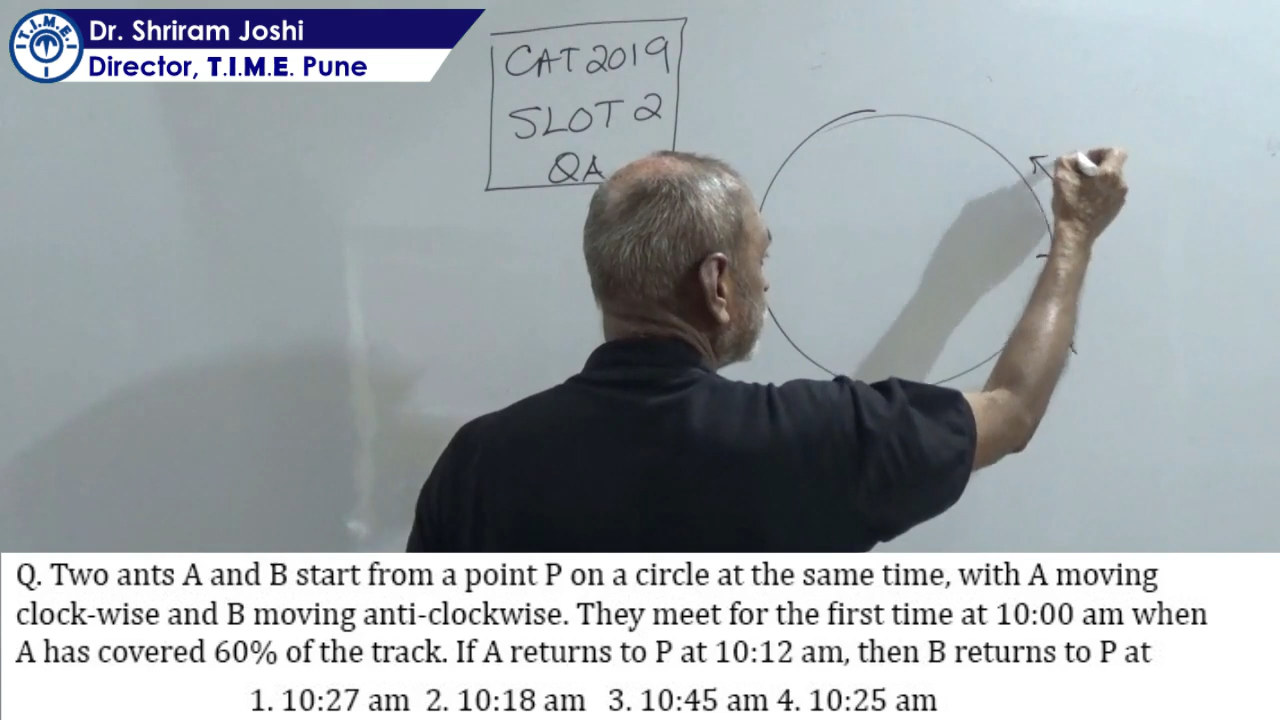 T.I.M.E.
Dr. Shriram Joshi
Director, T.I.M.E. Pune
CAT 2019
SLOT 2
QA
Q. Two ants A and B start from a point P on a circle at the same time, with A moving
clock-wise and B moving anti-clockwise. They meet for the first time at 10:00 am when
A has covered 60% of the track. If A returns to P at 10:12 am, then B returns to P at
1. 10:27 am 2. 10:18 am 3. 10:45 am 4. 10:25 am